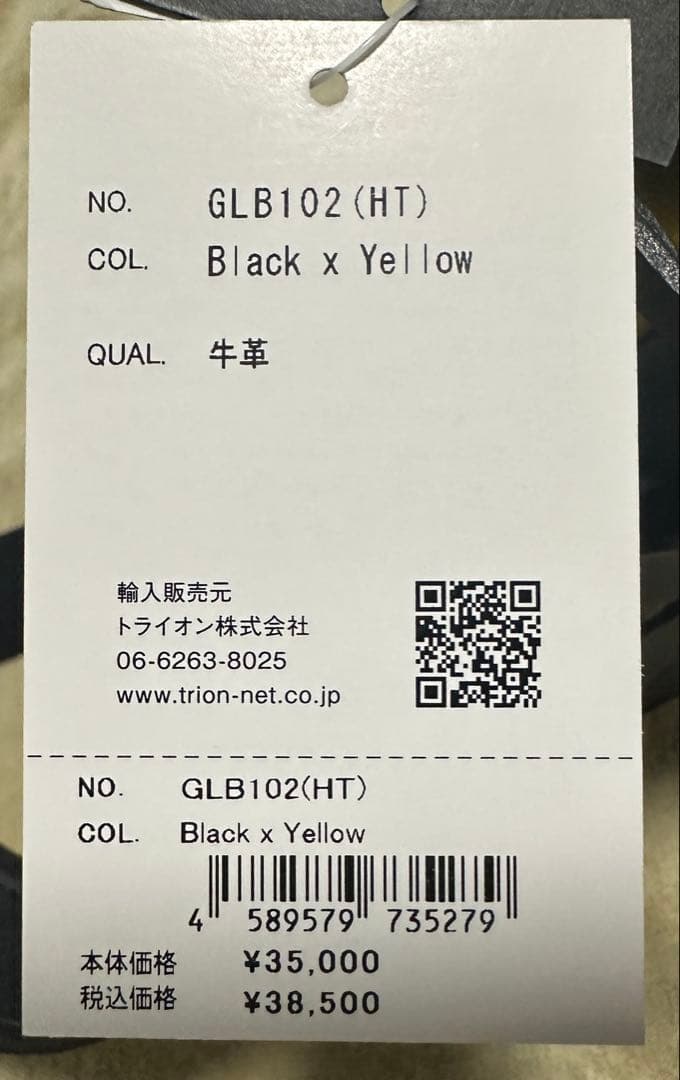 NO. GLB102(HT)
COL. Black x Yellow
QUAL. 牛革
輸入販売元
トライオン株式会社
06-6263-8025
www.trion-net.co.jp
NO. GLB102(HT)
COL. Black x Yellow
4 589579 735279
本体価格 ¥35,000
税込価格 ¥38,500